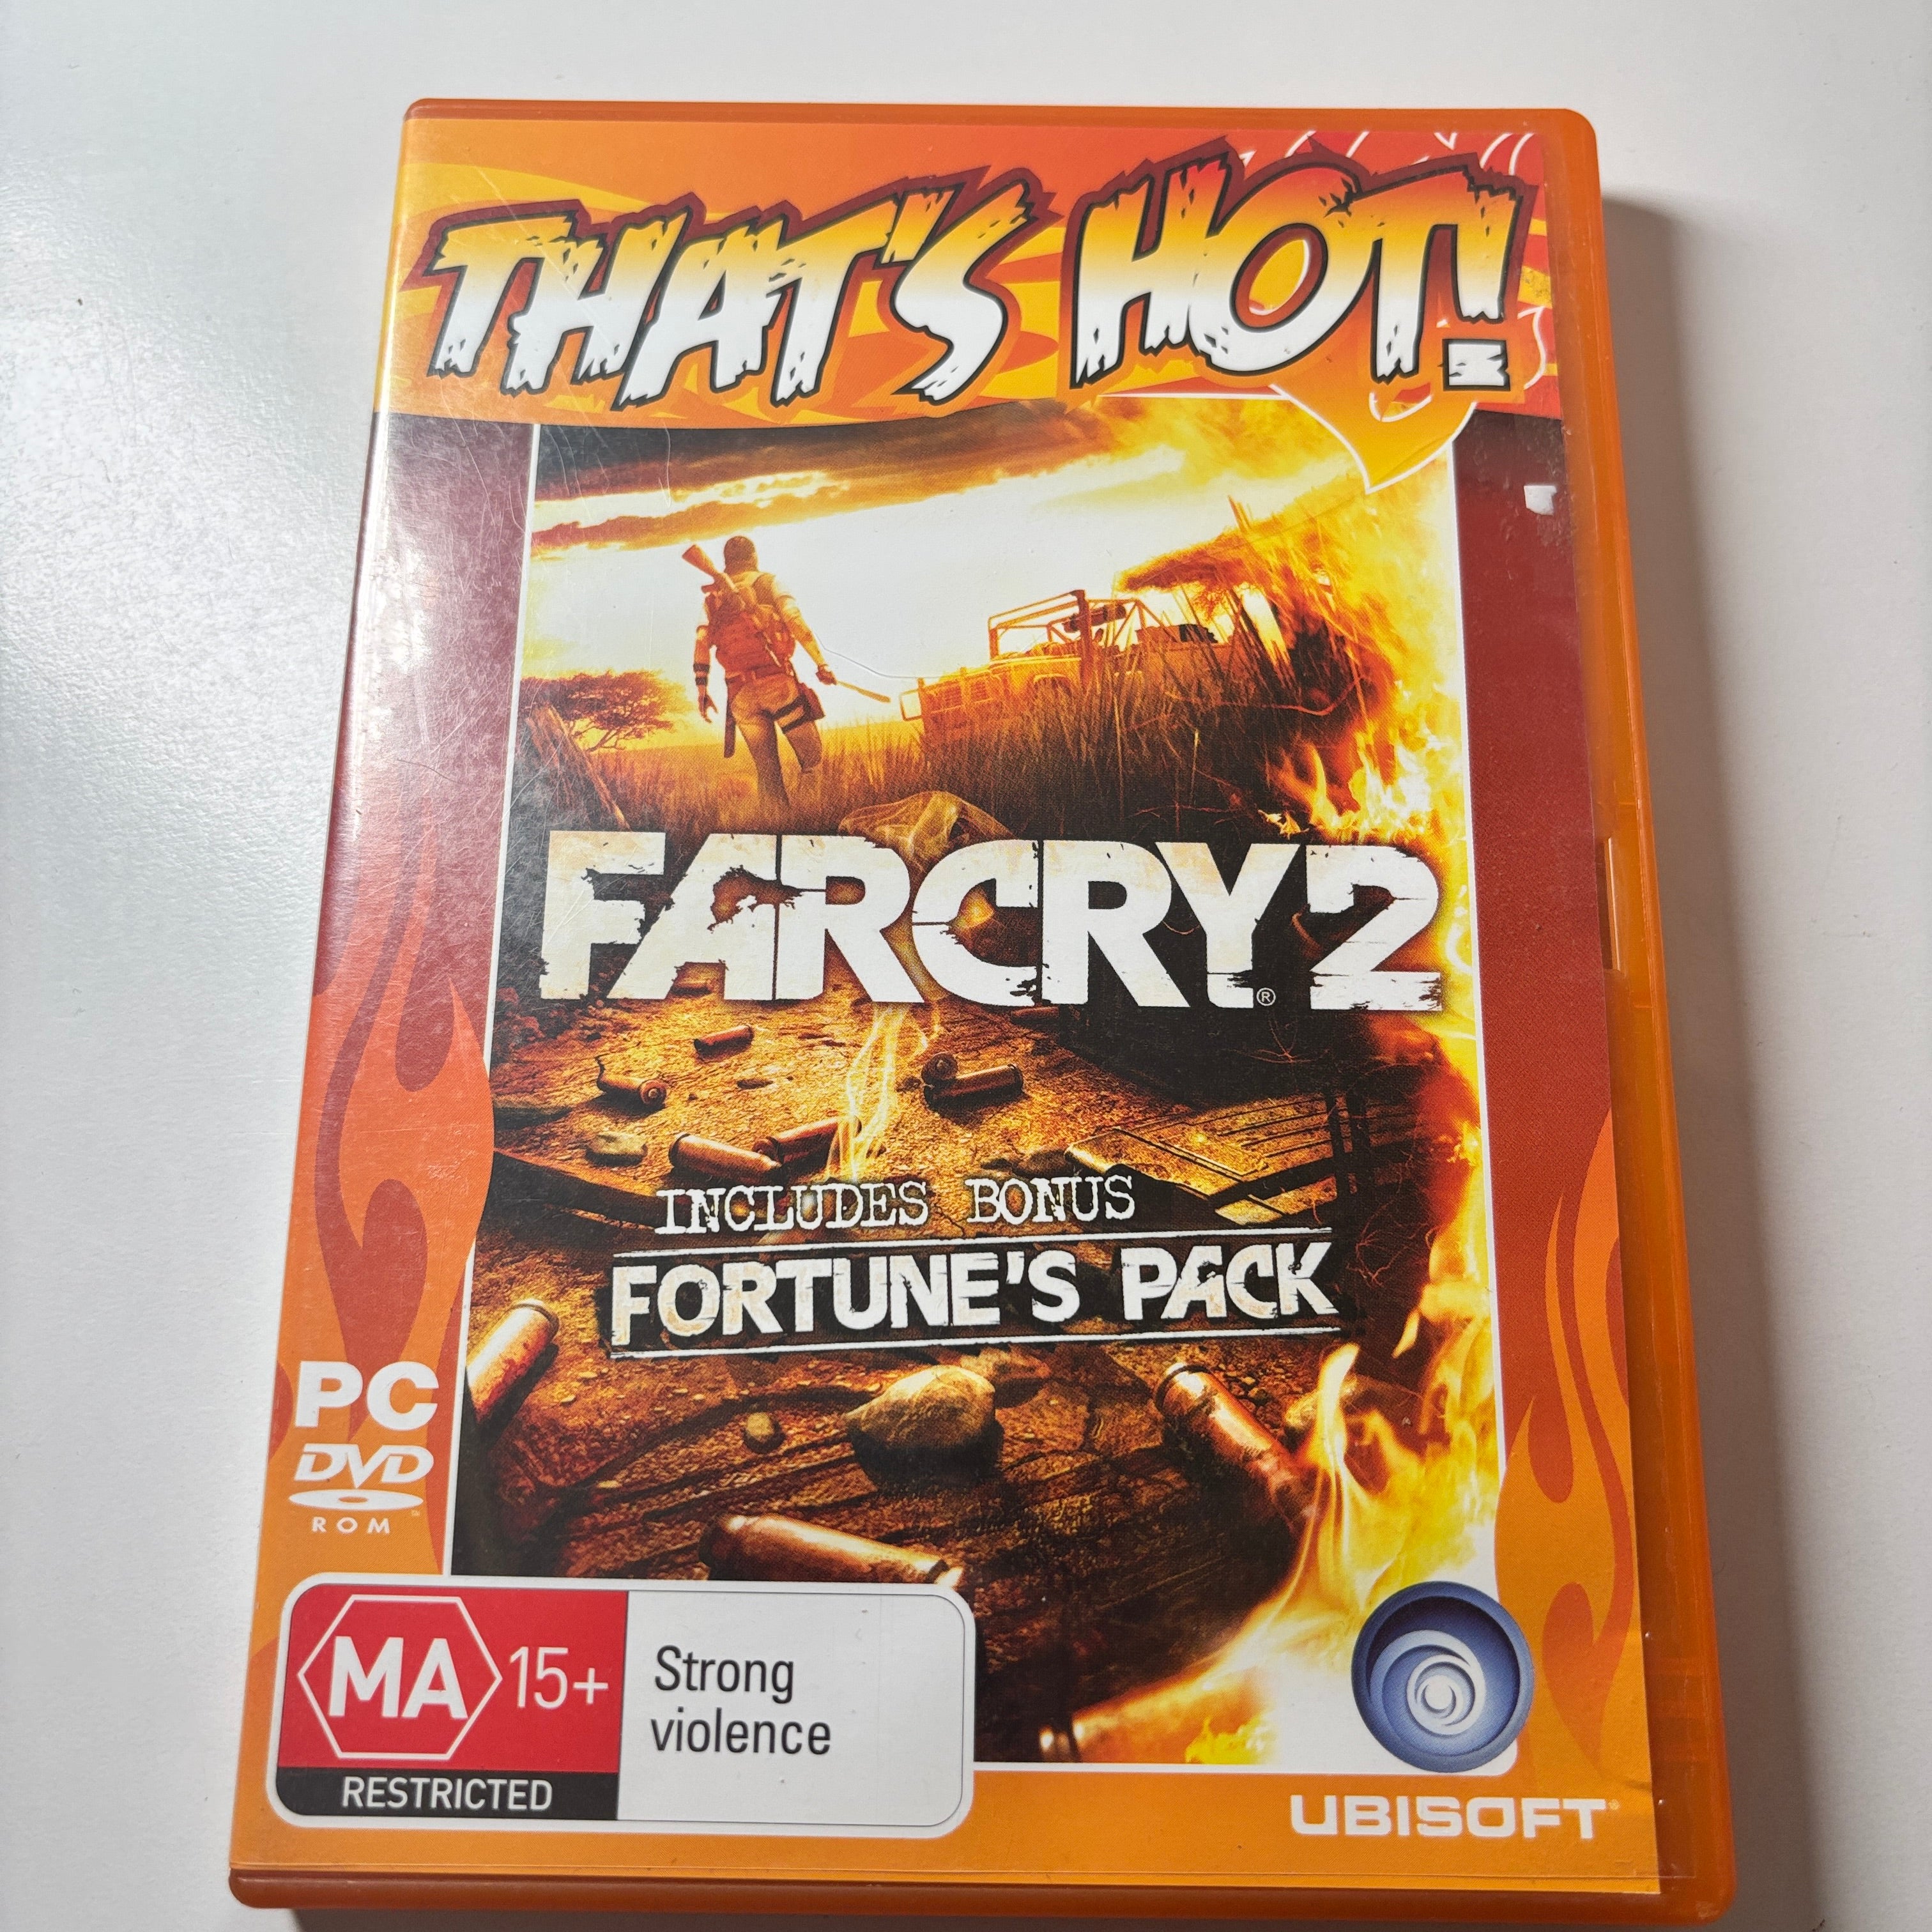 THAT'S HOT!
FARCRY®2
INCLUDES BONUS
FORTUNE'S PACK
PC
DVD
ROM
MA 15+
RESTRICTED
Strong
violence
UBISOFT®